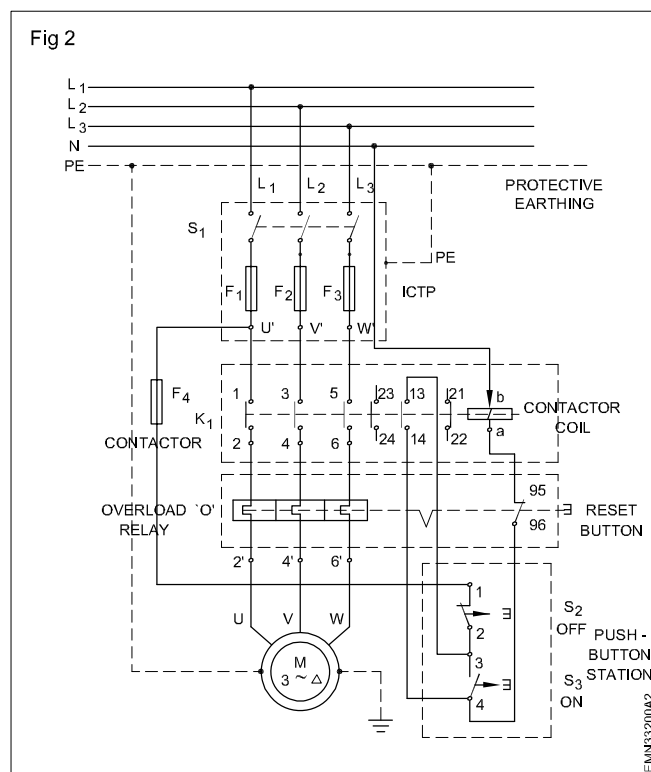 Fig 2
L1
L2
L3
N
PE
L1 L2 L3
PROTECTIVE
EARTHING
S1
PE
F1 F2 F3
ICTP
U' V' W'
F4
1 3 5 23 13 21 b
K1
CONTACTOR
COIL
a
CONTACTOR
2 4 6 24 14 22
95
OVERLOAD `O'
RELAY
96
RESET
BUTTON
2' 4' 6'
1
U V W
S2
OFF
2
PUSH -
BUTTON
STATION
3
M
3 ~ △
S3
ON
4
EMN33200A2